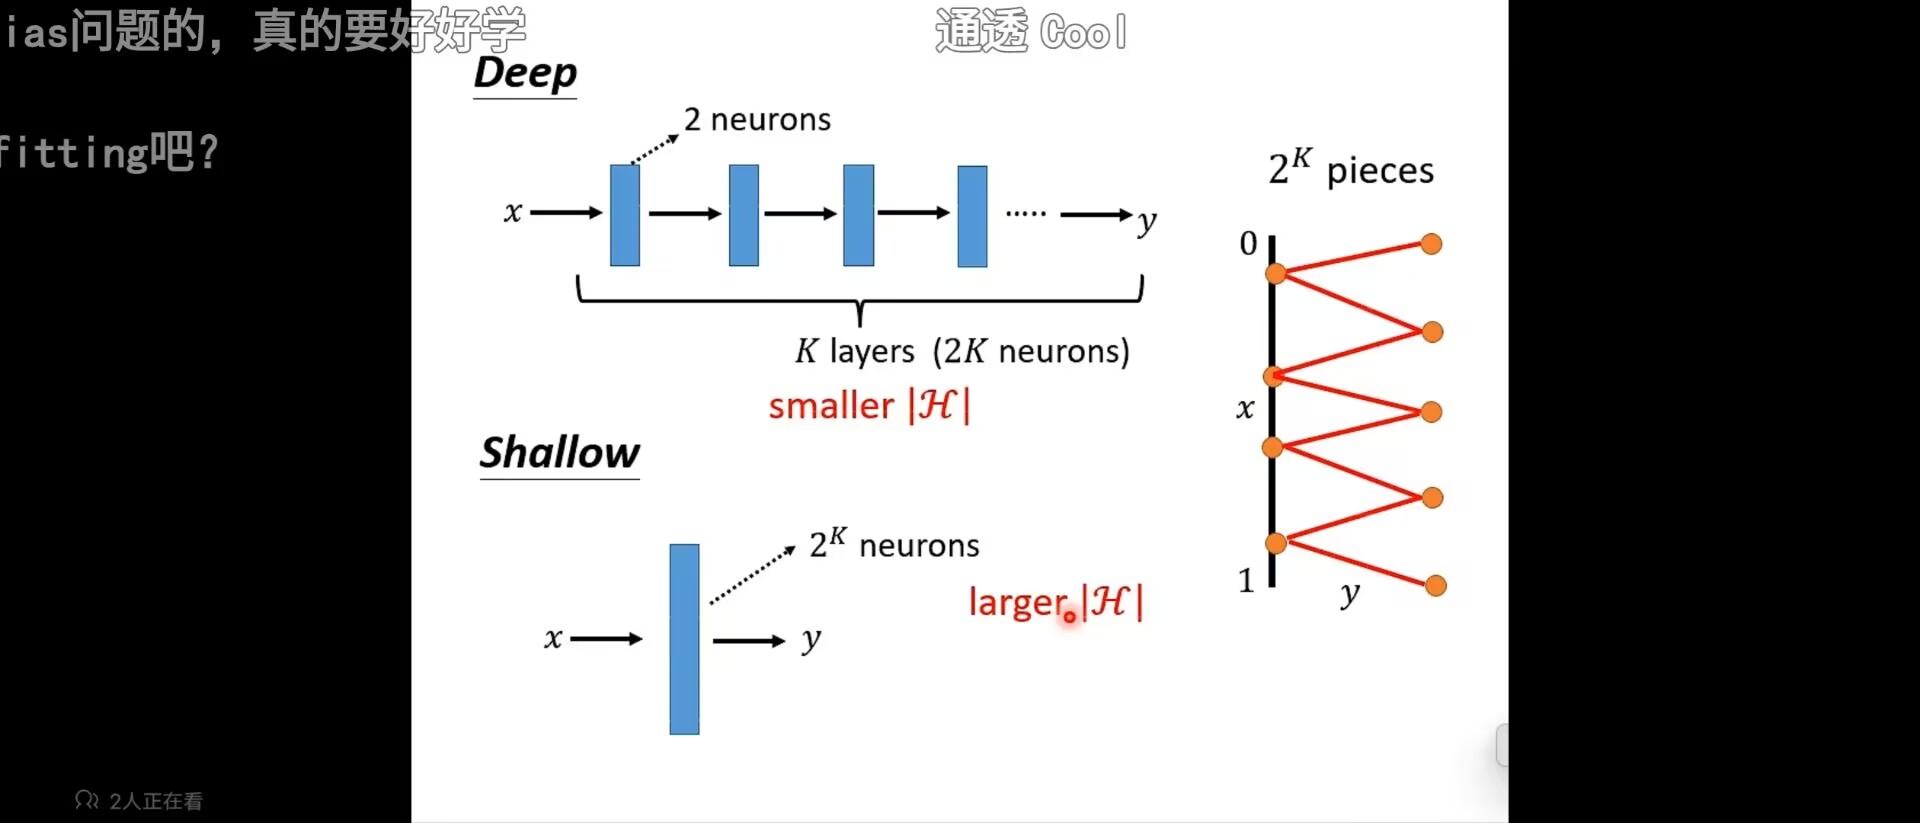 ias问题的，真的要好好学
通透 Cool
fitting吧？
Deep
2 neurons
x
y
K layers (2K neurons)
smaller |ℋ|
Shallow
2^K neurons
larger |ℋ|
x
y
2^K pieces
0
x
1
y
2人正在看